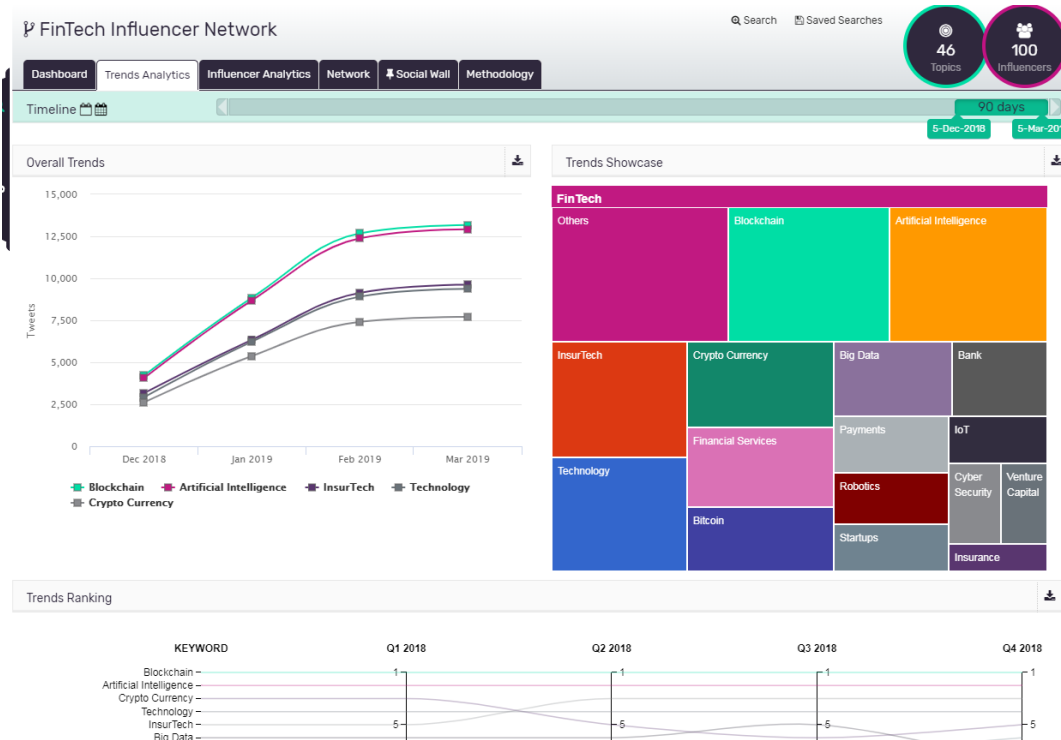 FinTech Influencer Network
Search Saved Searches
46
Topics
100
Influencers
Dashboard Trends Analytics Influencer Analytics Network Social Wall Methodology
Timeline
90 days
5-Dec-2018 5-Mar-201
Overall Trends
15,000
12,500
10,000
7,500
5,000
2,500
0
Tweets
Dec 2018 Jan 2019 Feb 2019 Mar 2019
Blockchain Artificial Intelligence InsurTech Technology
Crypto Currency
Trends Showcase
FinTech
Others Blockchain Artificial Intelligence
InsurTech Crypto Currency Big Data Bank
Payments IoT
Financial Services
Technology Cyber Security Venture Capital
Robotics
Bitcoin
Startups
Insurance
Trends Ranking
KEYWORD Q1 2018 Q2 2018 Q3 2018 Q4 2018
Blockchain 1 1 1 1
Artificial Intelligence
Crypto Currency
Technology
InsurTech 5 5 5 5
Big Data